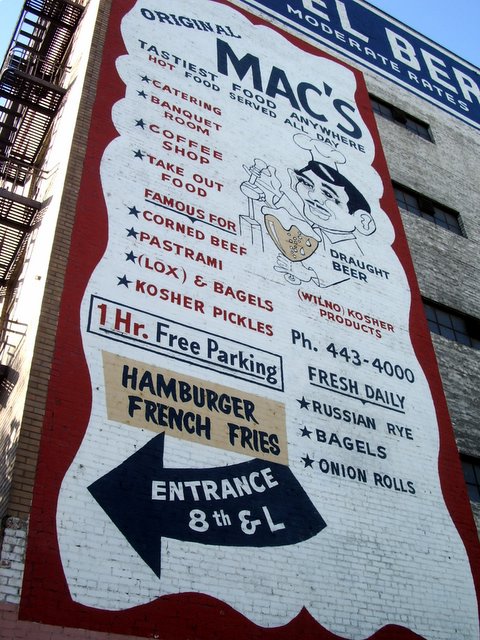 EL BEA
MODERATE RATES
ORIGINAL
MAC'S
TASTIEST FOOD ANYWHERE
HOT FOOD SERVED ALL DAY
★CATERING
★BANQUET
ROOM
★COFFEE
SHOP
★TAKE OUT
FOOD
FAMOUS FOR
★CORNED BEEF
★PASTRAMI
★(LOX) & BAGELS
★KOSHER PICKLES
DRAUGHT
BEER
(WILNO) KOSHER
PRODUCTS
1 Hr. Free Parking
Ph. 443-4000
FRESH DAILY
★RUSSIAN RYE
★BAGELS
★ONION ROLLS
HAMBURGER
FRENCH FRIES
ENTRANCE
8th & L